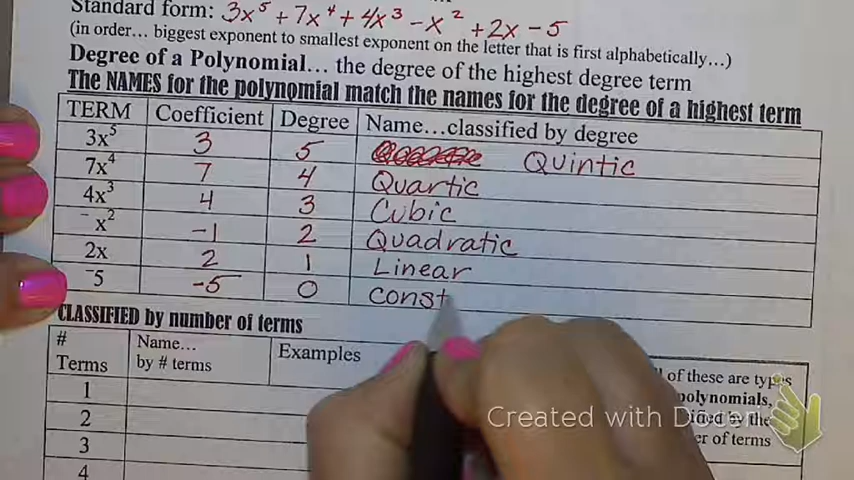 Standard form: 3x⁵ + 7x⁴ + 4x³ - x² + 2x - 5
(in order... biggest exponent to smallest exponent on the letter that is first alphabetically...)
Degree of a Polynomial... the degree of the highest degree term
The NAMES for the polynomial match the names for the degree of a highest term
TERM Coefficient Degree Name...classified by degree
3x⁵ 3 5 Quintic
7x⁴ 7 4 Quartic
4x³ 4 3 Cubic
⁻x² -1 2 Quadratic
2x 2 1 Linear
⁻5 -5 0 const
CLASSIFIED by number of terms
# Terms Name... by # terms Examples
of these are types
polynomials,
by the
of terms
1
2
3
4
Created with